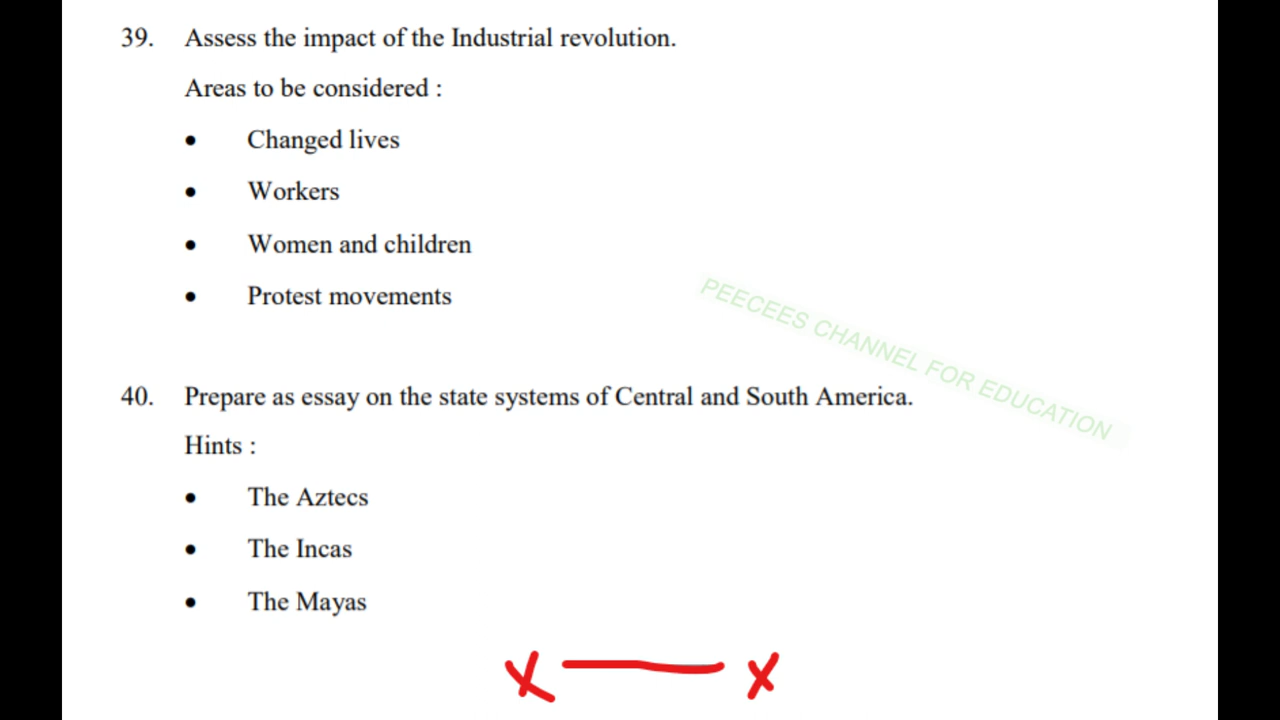 39. Assess the impact of the Industrial revolution.
Areas to be considered :
• Changed lives
• Workers
• Women and children
• Protest movements
PEECEES CHANNEL FOR EDUCATION
40. Prepare as essay on the state systems of Central and South America.
Hints :
• The Aztecs
• The Incas
• The Mayas
X — X